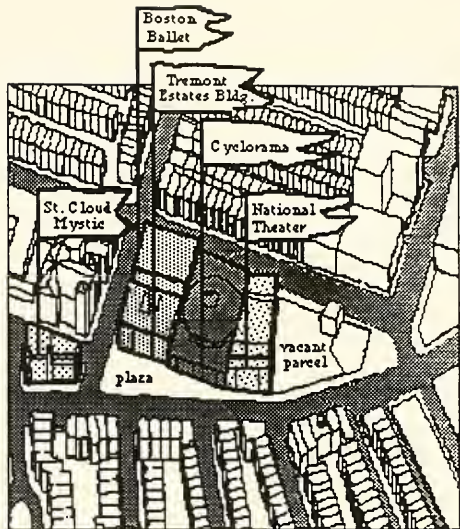 Boston
Ballet
Tremont
Estates Bldg.
Cyclorama
St. Cloud
Mystic
National
Theater
vacant
parcel
plaza